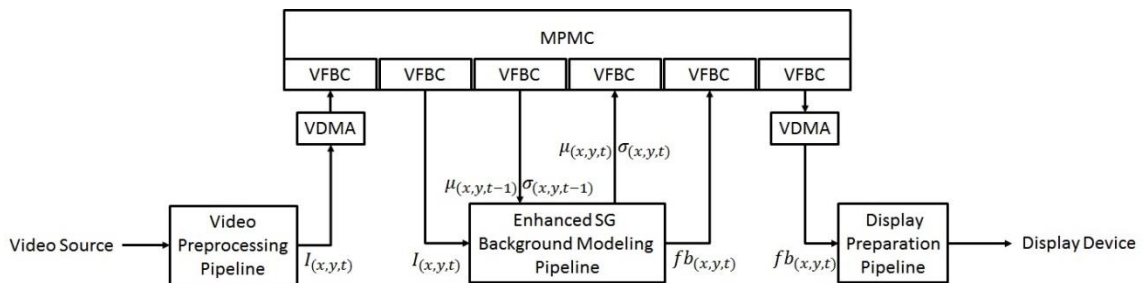 MPMC
VFBC VFBC VFBC VFBC VFBC VFBC
VDMA
VDMA
μ(x,y,t) σ(x,y,t)
μ(x,y,t−1) σ(x,y,t−1)
Video Source
Video
Preprocessing
Pipeline
I(x,y,t)
I(x,y,t)
Enhanced SG
Background Modeling
Pipeline
fb(x,y,t)
fb(x,y,t)
Display
Preparation
Pipeline
Display Device